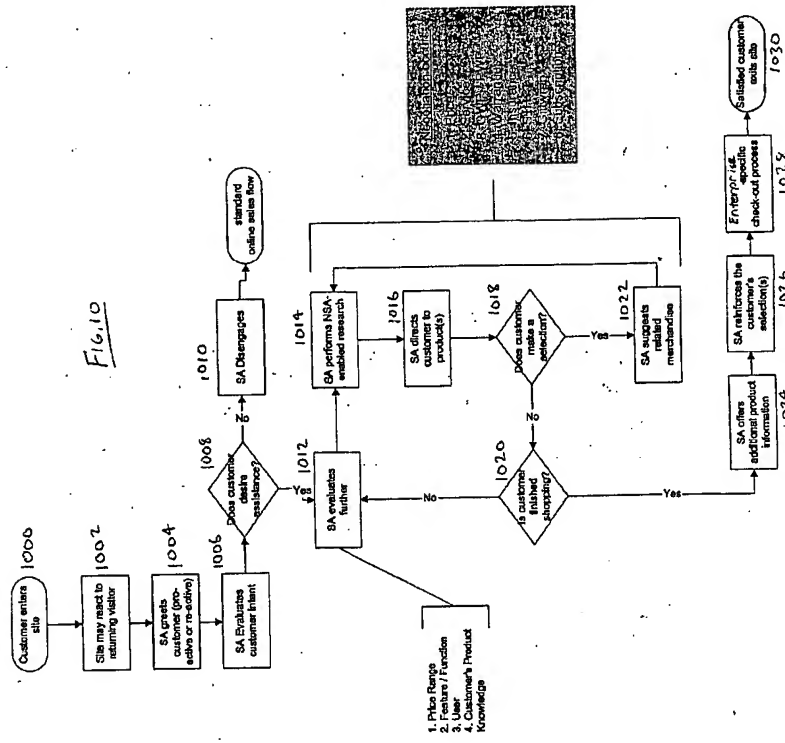 FIG.10
Customer enters
site
1000
Site may react to
returning visitor
1002
SA greets
customer (pro-
active or re-active)
1004
SA Evaluates
customer intent
1006
Does customer
desire
assistance?
1008
No
Yes
SA Disengages
1010
standard
online sales flow
SA evaluates
further
1012
1. Price Range
2. Feature / Function
3. User
4. Customer's Product
Knowledge
SA performs NSA-
enabled research
1014
SA directs
customer to
product(s)
1016
Does customer
make a
selection?
1018
Yes
No
SA suggests
related
merchandise
1022
Is customer
finished
shopping?
1020
No
Yes
SA offers
additional product
information
SA reinforces the
customer's
selection(s)
1026
Enterprise
-specific
check-out process
1028
Satisfied customer
exits site
1030